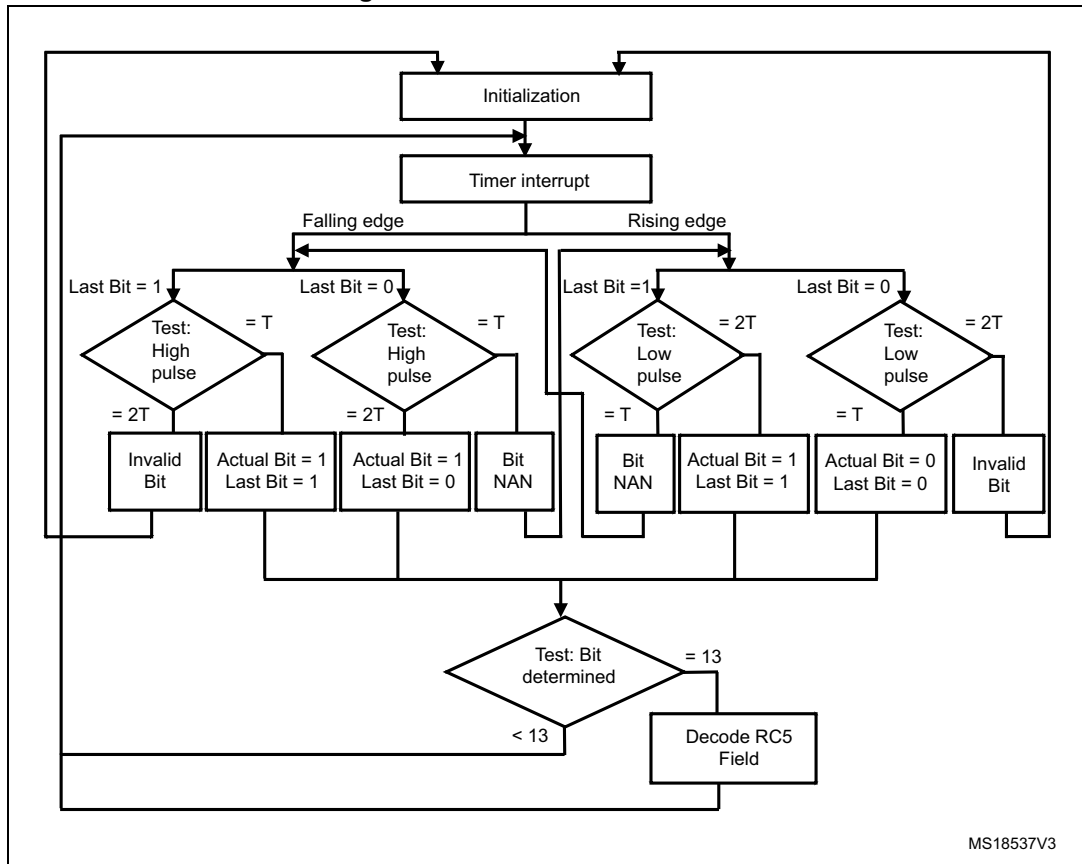 Initialization
Timer interrupt
Falling edge
Rising edge
Last Bit = 1
Last Bit = 0
Last Bit =1
Last Bit = 0
Test:
High
pulse
= T
Test:
High
pulse
= T
Test:
Low
pulse
= 2T
Test:
Low
pulse
= 2T
= 2T
= 2T
= T
= T
Invalid
Bit
Actual Bit = 1
Last Bit = 1
Actual Bit = 1
Last Bit = 0
Bit
NAN
Bit
NAN
Actual Bit = 1
Last Bit = 1
Actual Bit = 0
Last Bit = 0
Invalid
Bit
Test: Bit
determined
= 13
< 13
Decode RC5
Field
MS18537V3